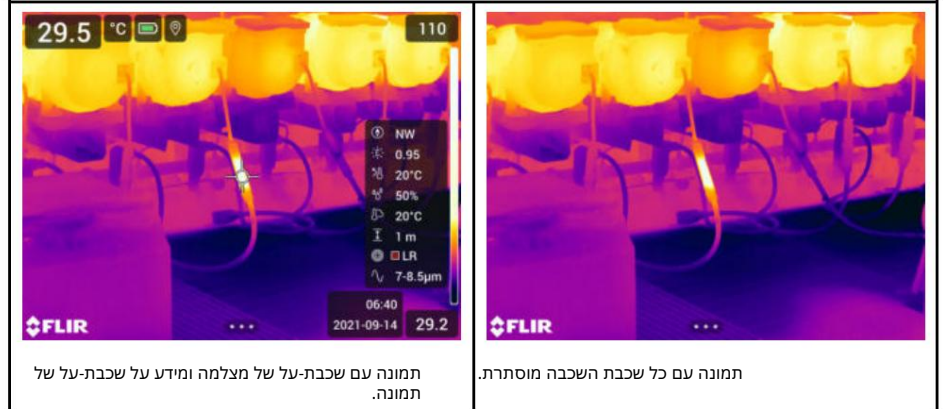 29.5
°C
110
NW
0.95
20°C
50%
20°C
1 m
LR
7-8.5µm
06:40
2021-09-14
29.2
FLIR
FLIR
תמונה עם שכבת-על של מצלמה ומידע על שכבת-על של
תמונה.
תמונה עם כל שכבת השכבה מוסתרת.